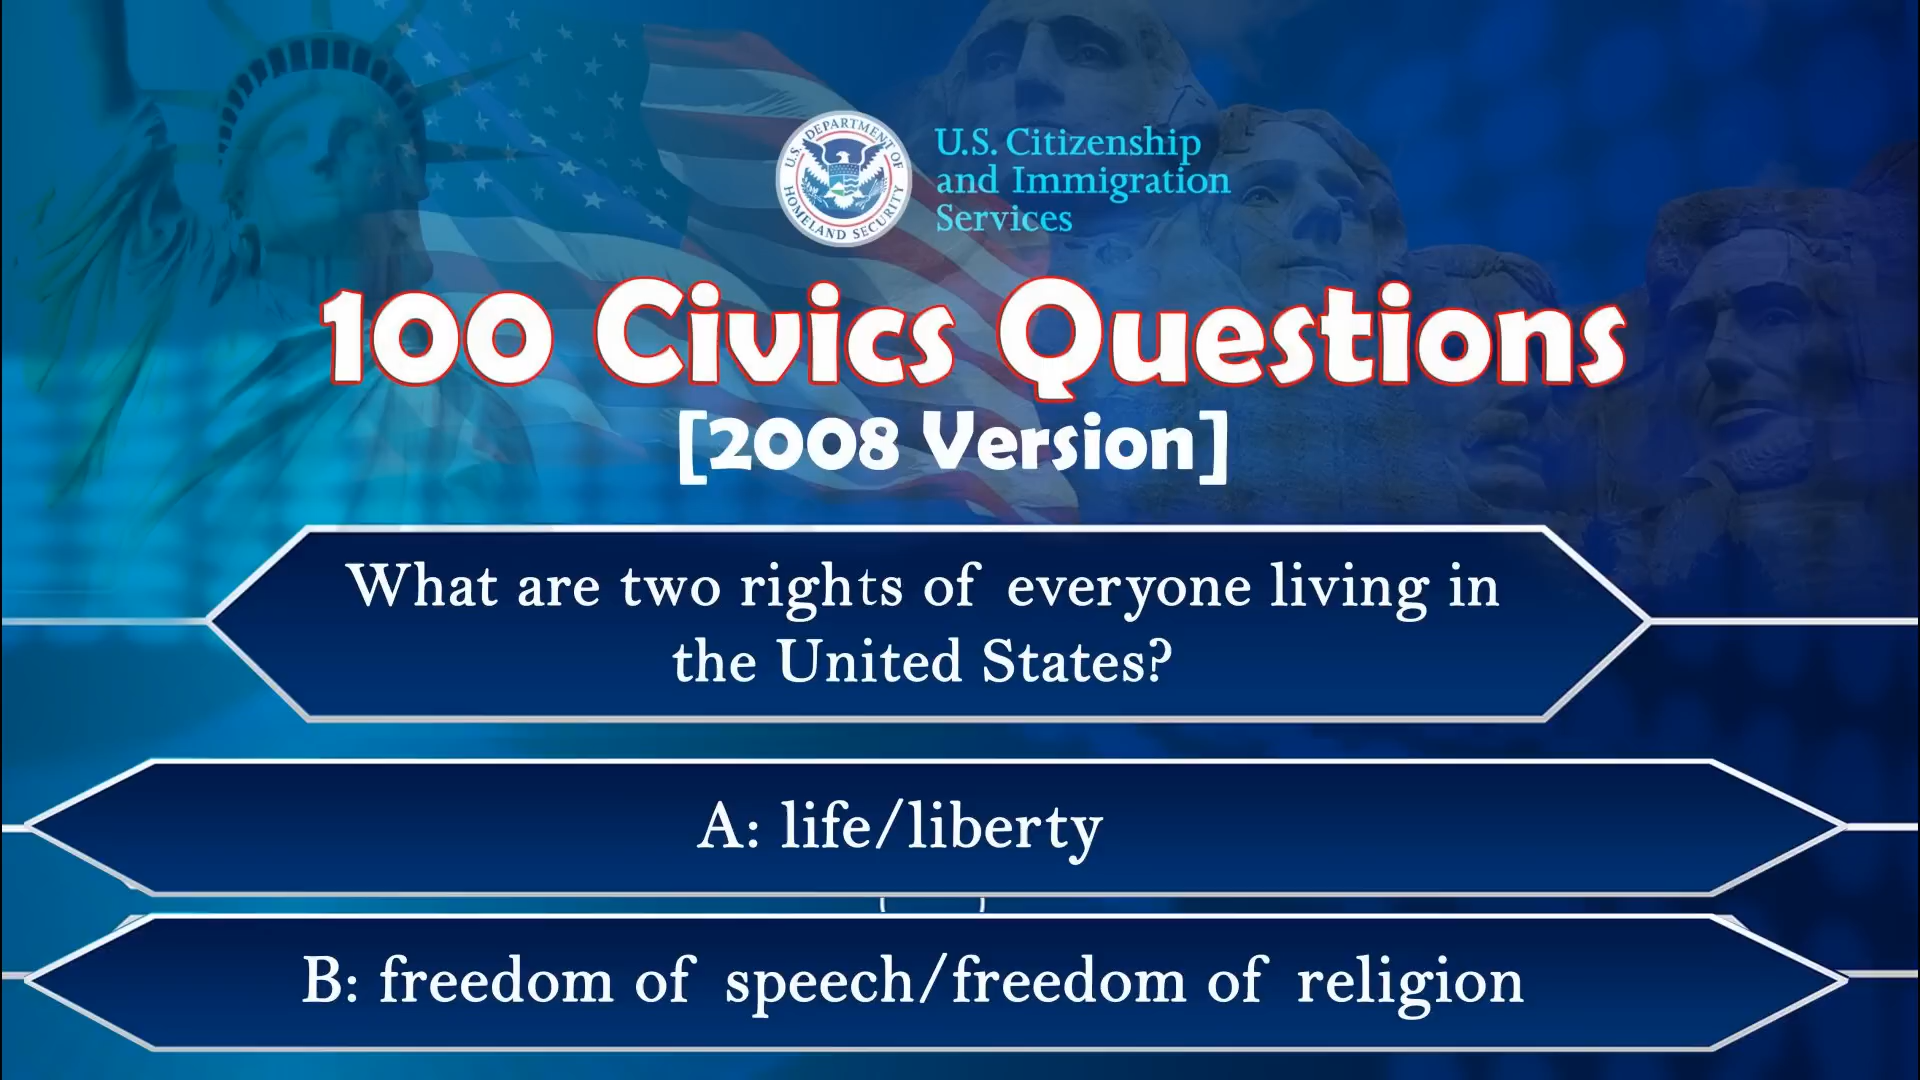 U.S. DEPARTMENT OF HOMELAND SECURITY
U.S. Citizenship
and Immigration
Services
100 Civics Questions
[2008 Version]
What are two rights of everyone living in
the United States?
A: life/liberty
B: freedom of speech/freedom of religion